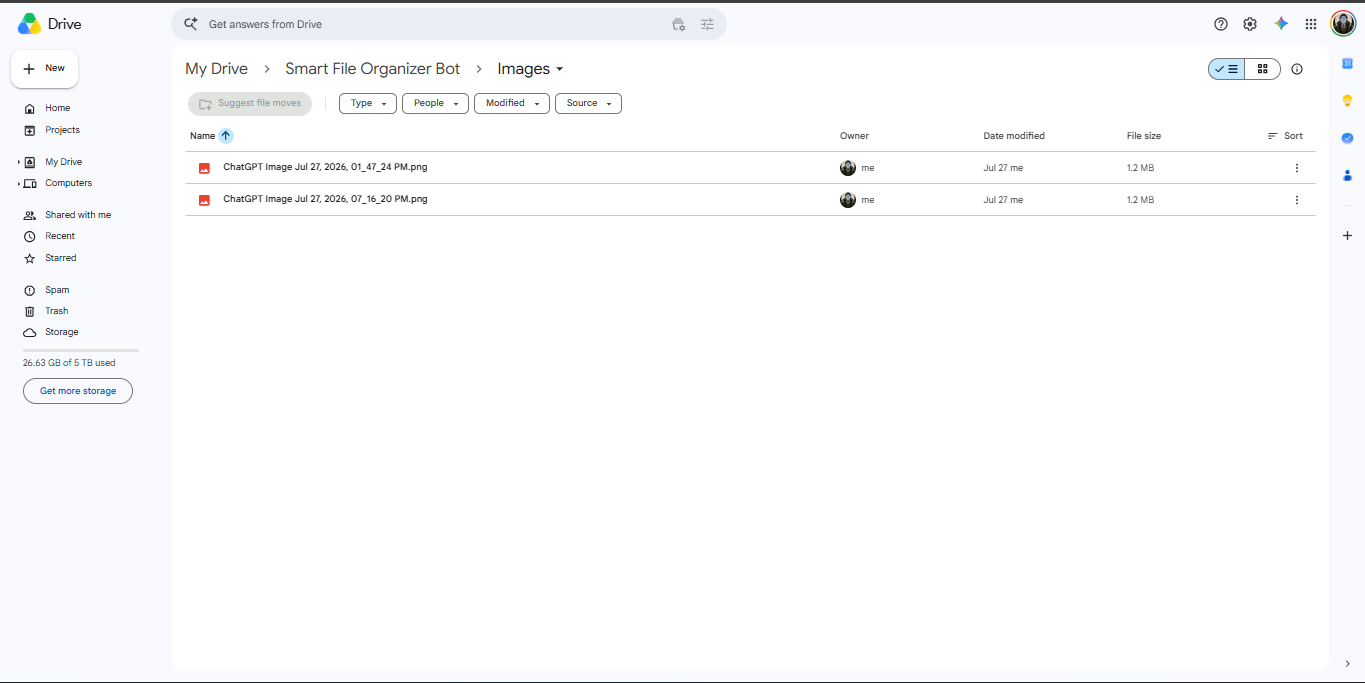 Drive
Get answers from Drive
New
Home
Projects
My Drive
Computers
Shared with me
Recent
Starred
Spam
Trash
Storage
26.63 GB of 5 TB used
Get more storage
My Drive > Smart File Organizer Bot > Images
Suggest file moves
Type People Modified Source
Name Owner Date modified File size Sort
ChatGPT Image Jul 27, 2026, 01_47_24 PM.png me Jul 27 me 1.2 MB
ChatGPT Image Jul 27, 2026, 07_16_20 PM.png me Jul 27 me 1.2 MB
31